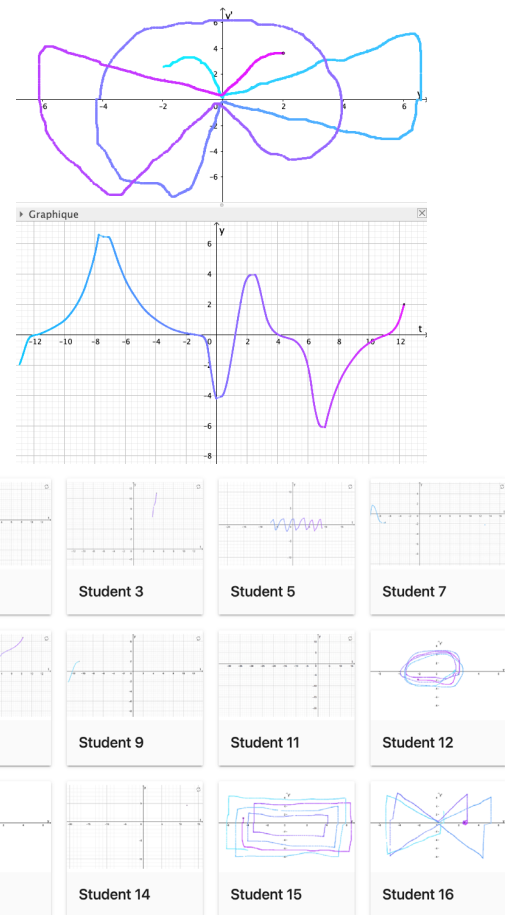 y'
6
4
2
-6 -4 -2 0 2 4 6 y
-2
-4
-6
0
Graphique
y
6
4
2
t
-12 -10 -8 -6 -4 -2 0 2 4 6 8 10 12
-2
-4
-6
-8
Student 3
Student 5
Student 7
Student 9
Student 11
Student 12
Student 14
Student 15
Student 16